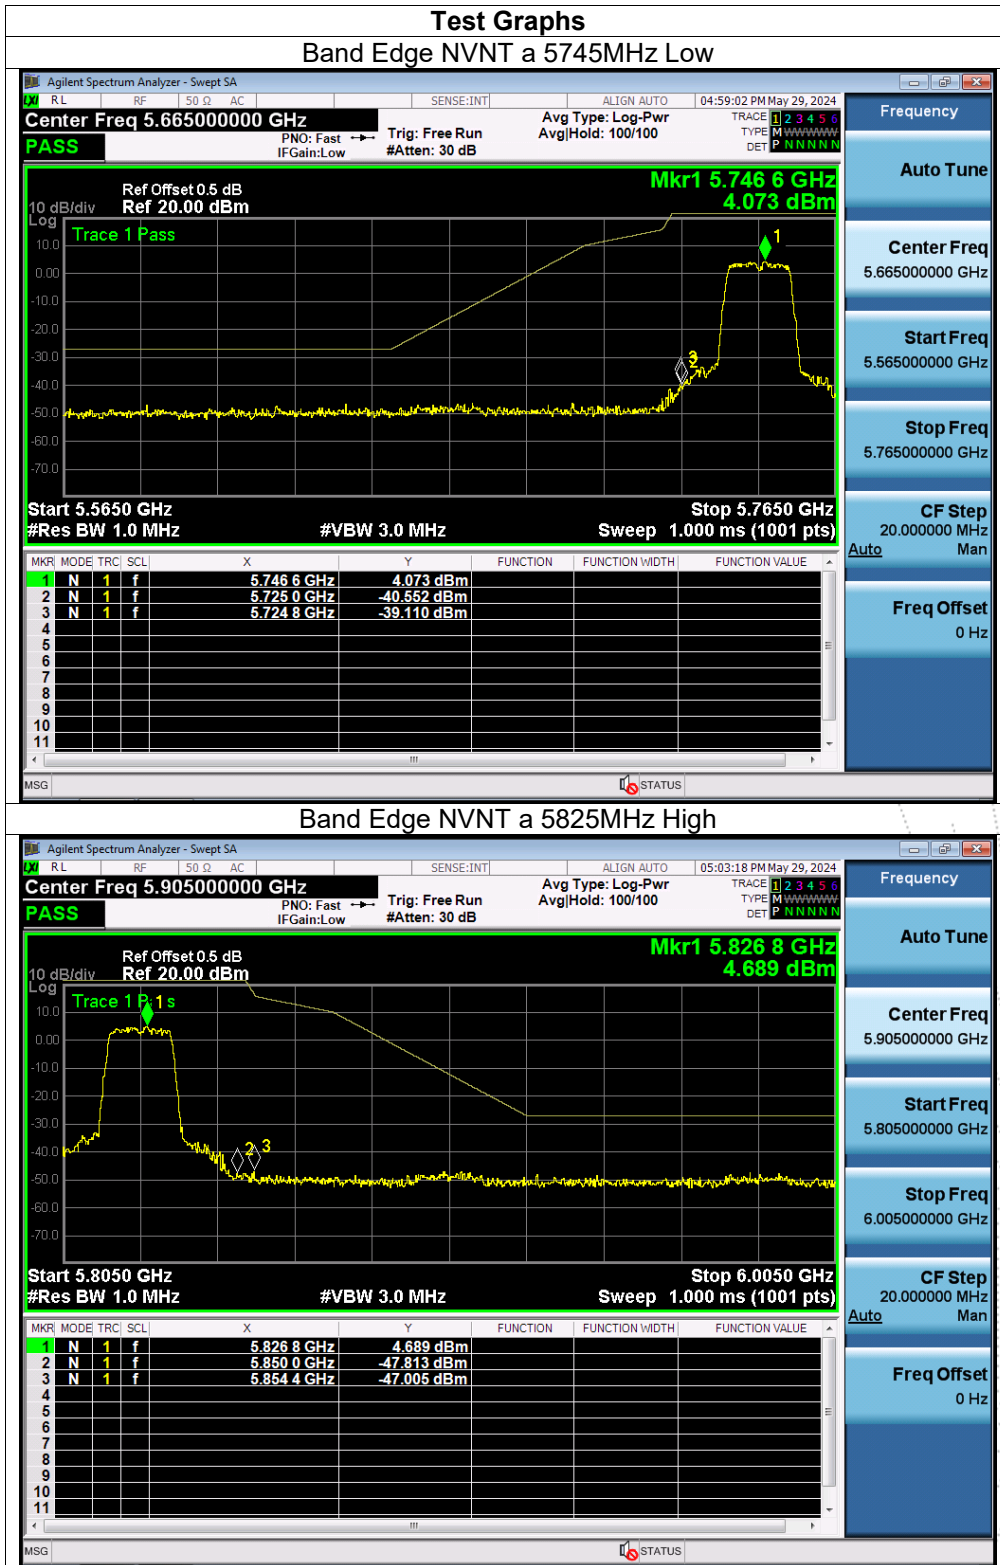 Test Graphs
Band Edge NVNT a 5745MHz Low
Agilent Spectrum Analyzer - Swept SA
LXI RL RF 50 Ω AC SENSE:INT ALIGN AUTO 04:59:02 PM May 29, 2024
Center Freq 5.665000000 GHz
PASS
PNO: Fast
IFGain:Low
Trig: Free Run
#Atten: 30 dB
Avg Type: Log-Pwr
Avg|Hold: 100/100
TRACE 1 2 3 4 5 6
TYPE M WWWWW
DET P N N N N N
Frequency
Auto Tune
Center Freq
5.665000000 GHz
Start Freq
5.565000000 GHz
Stop Freq
5.765000000 GHz
CF Step
20.000000 MHz
Auto Man
Freq Offset
0 Hz
Mkr1 5.746 6 GHz
4.073 dBm
Ref Offset 0.5 dB
10 dB/div Ref 20.00 dBm
Log
Trace 1 Pass
10.0
0.00
-10.0
-20.0
-30.0
-40.0
-50.0
-60.0
-70.0
1
2
3
Start 5.5650 GHz Stop 5.7650 GHz
#Res BW 1.0 MHz #VBW 3.0 MHz Sweep 1.000 ms (1001 pts)
MKR MODE TRC SCL X Y FUNCTION FUNCTION WIDTH FUNCTION VALUE
1 N 1 f 5.746 6 GHz 4.073 dBm
2 N 1 f 5.725 0 GHz -40.552 dBm
3 N 1 f 5.724 8 GHz -39.110 dBm
4
5
6
7
8
9
10
11
MSG STATUS
Band Edge NVNT a 5825MHz High
Agilent Spectrum Analyzer - Swept SA
LXI RL RF 50 Ω AC SENSE:INT ALIGN AUTO 05:03:18 PM May 29, 2024
Center Freq 5.905000000 GHz
PASS
PNO: Fast
IFGain:Low
Trig: Free Run
#Atten: 30 dB
Avg Type: Log-Pwr
Avg|Hold: 100/100
TRACE 1 2 3 4 5 6
TYPE M WWWWW
DET P N N N N N
Frequency
Auto Tune
Center Freq
5.905000000 GHz
Start Freq
5.805000000 GHz
Stop Freq
6.005000000 GHz
CF Step
20.000000 MHz
Auto Man
Freq Offset
0 Hz
Mkr1 5.826 8 GHz
4.689 dBm
Ref Offset 0.5 dB
10 dB/div Ref 20.00 dBm
Log
Trace 1 P 1 s
10.0
0.00
-10.0
-20.0
-30.0
-40.0
-50.0
-60.0
-70.0
2 3
Start 5.8050 GHz Stop 6.0050 GHz
#Res BW 1.0 MHz #VBW 3.0 MHz Sweep 1.000 ms (1001 pts)
MKR MODE TRC SCL X Y FUNCTION FUNCTION WIDTH FUNCTION VALUE
1 N 1 f 5.826 8 GHz 4.689 dBm
2 N 1 f 5.850 0 GHz -47.813 dBm
3 N 1 f 5.854 4 GHz -47.005 dBm
4
5
6
7
8
9
10
11
MSG STATUS